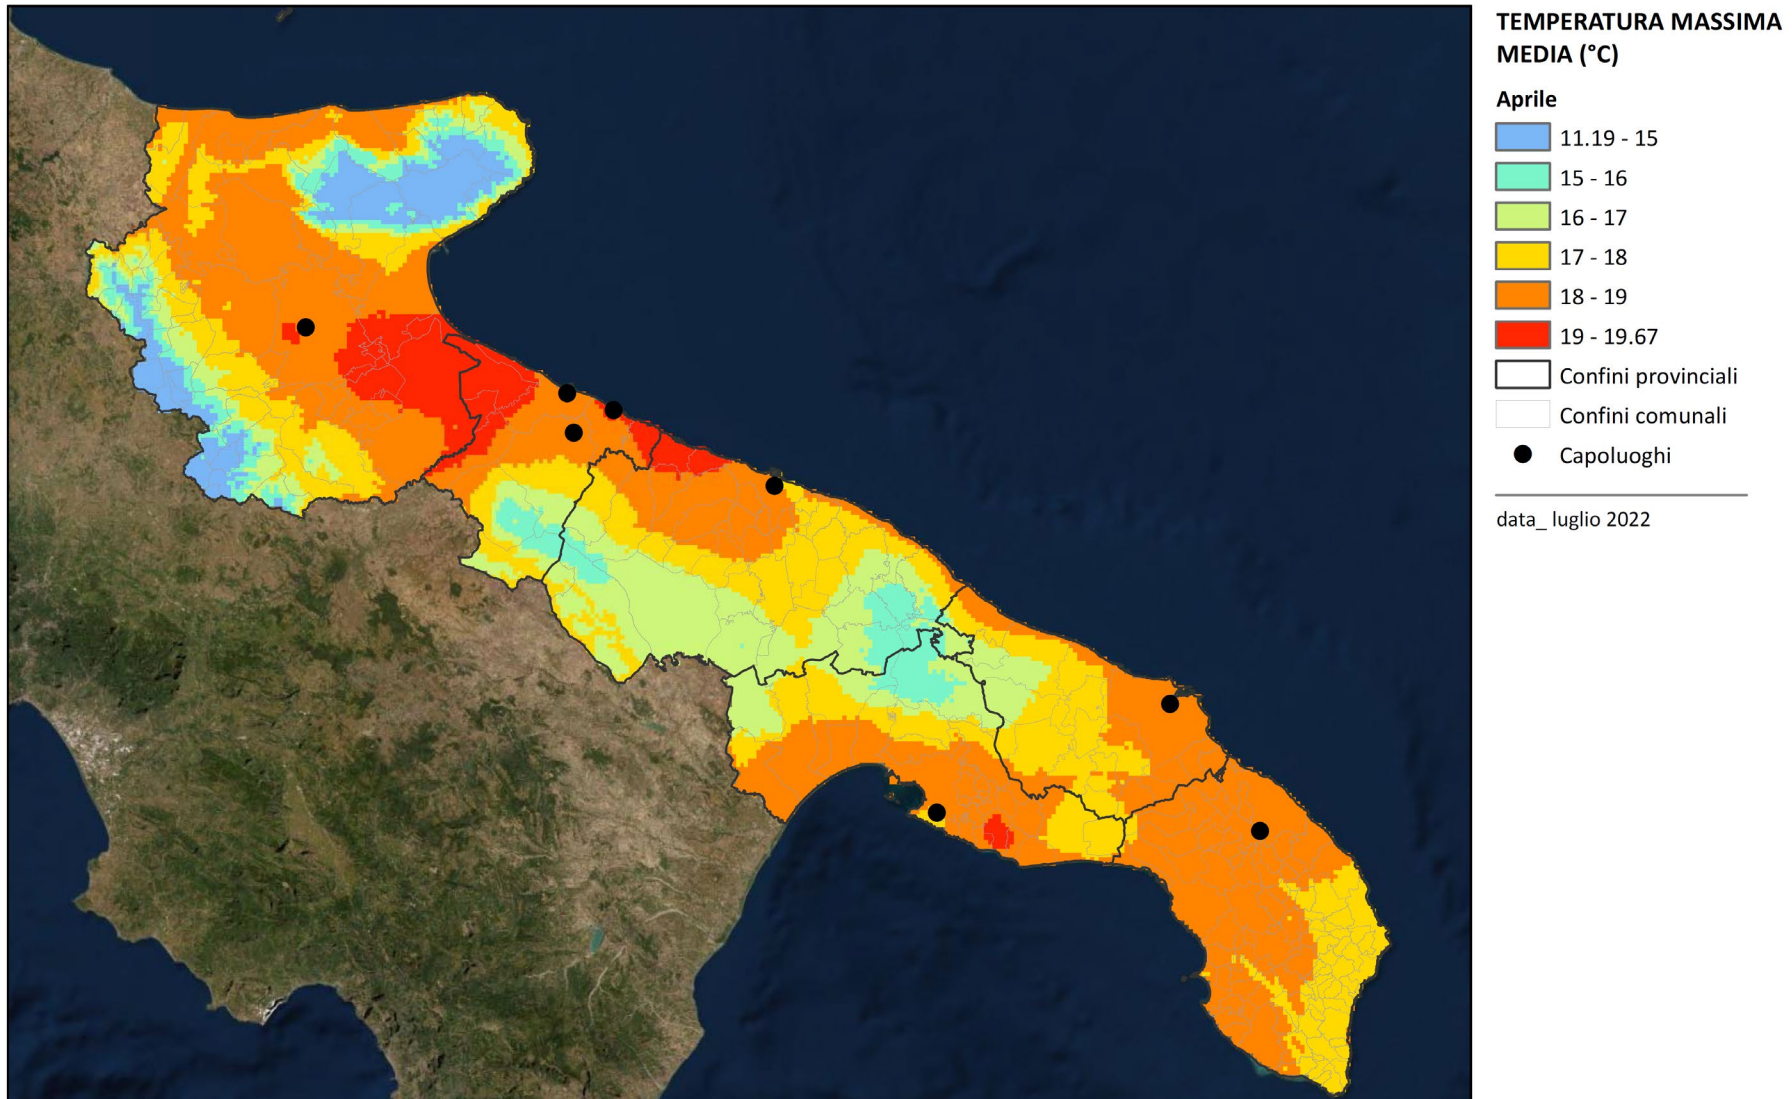 TEMPERATURA MASSIMA
MEDIA (°C)
Aprile
11.19 - 15
15 - 16
16 - 17
17 - 18
18 - 19
19 - 19.67
Confini provinciali
Confini comunali
Capoluoghi
data_ luglio 2022